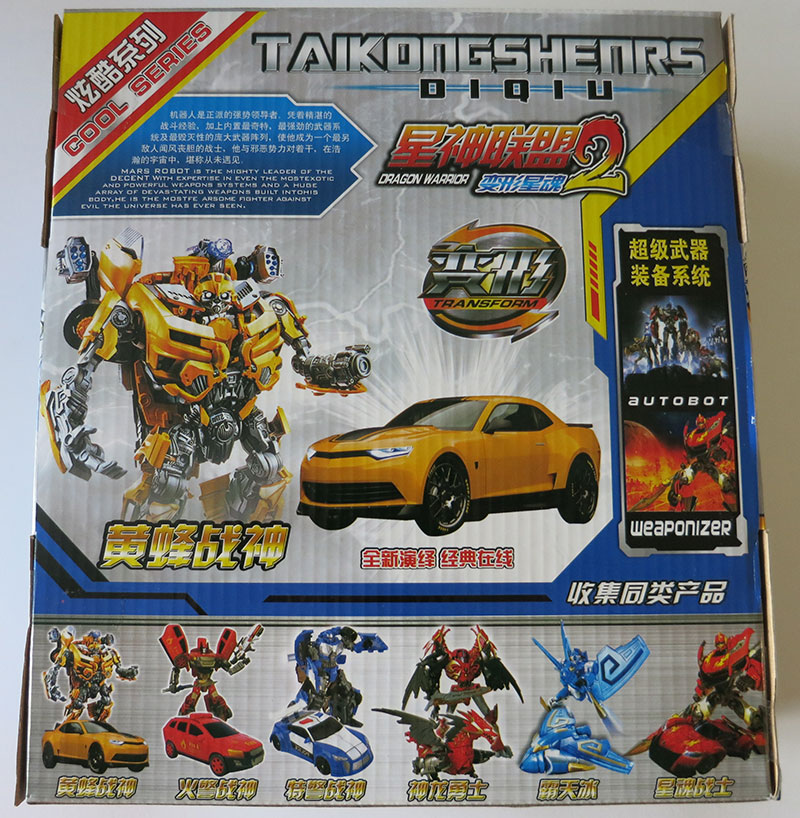 炫酷系列
COOL SERIES
TAIKONGSHENRS
DIQIU
机器人是正派的强势领导者, 凭着精湛的
战斗经验, 加上内置最奇特, 最强劲的武器系
统及最毁灭性的庞大武器阵列, 使他成为一个最另
敌人闻风丧胆的战士, 他与邪恶势力对着干, 在浩
瀚的宇宙中, 堪称从未遇见.
MARS ROBOT IS THE MIGHTY LEADER OF THE
DECENT WITH EXPERTISE IN EVEN THE MOSTEXOTIC
AND POWERFUL WEAPONS SYSTEMS AND A HUGE
ARRAY OF DEVAS-TATING WEAPONS BUILT INTOHIS
BODY,HE IS THE MOSTFE ARSOME FIGHTER AGAINST
EVIL THE UNIVERSE HAS EVER SEEN.
星神联盟2
DRAGON WARRIOR 变形星魂
变形
TRANSFORM
超级武器
装备系统
AUTOBOT
WEAPONIZER
黄蜂战神
全新演绎 经典在线
收集同类产品
黄蜂战神 火警战神 特警战神 神龙勇士 霸天冰 星魂战士